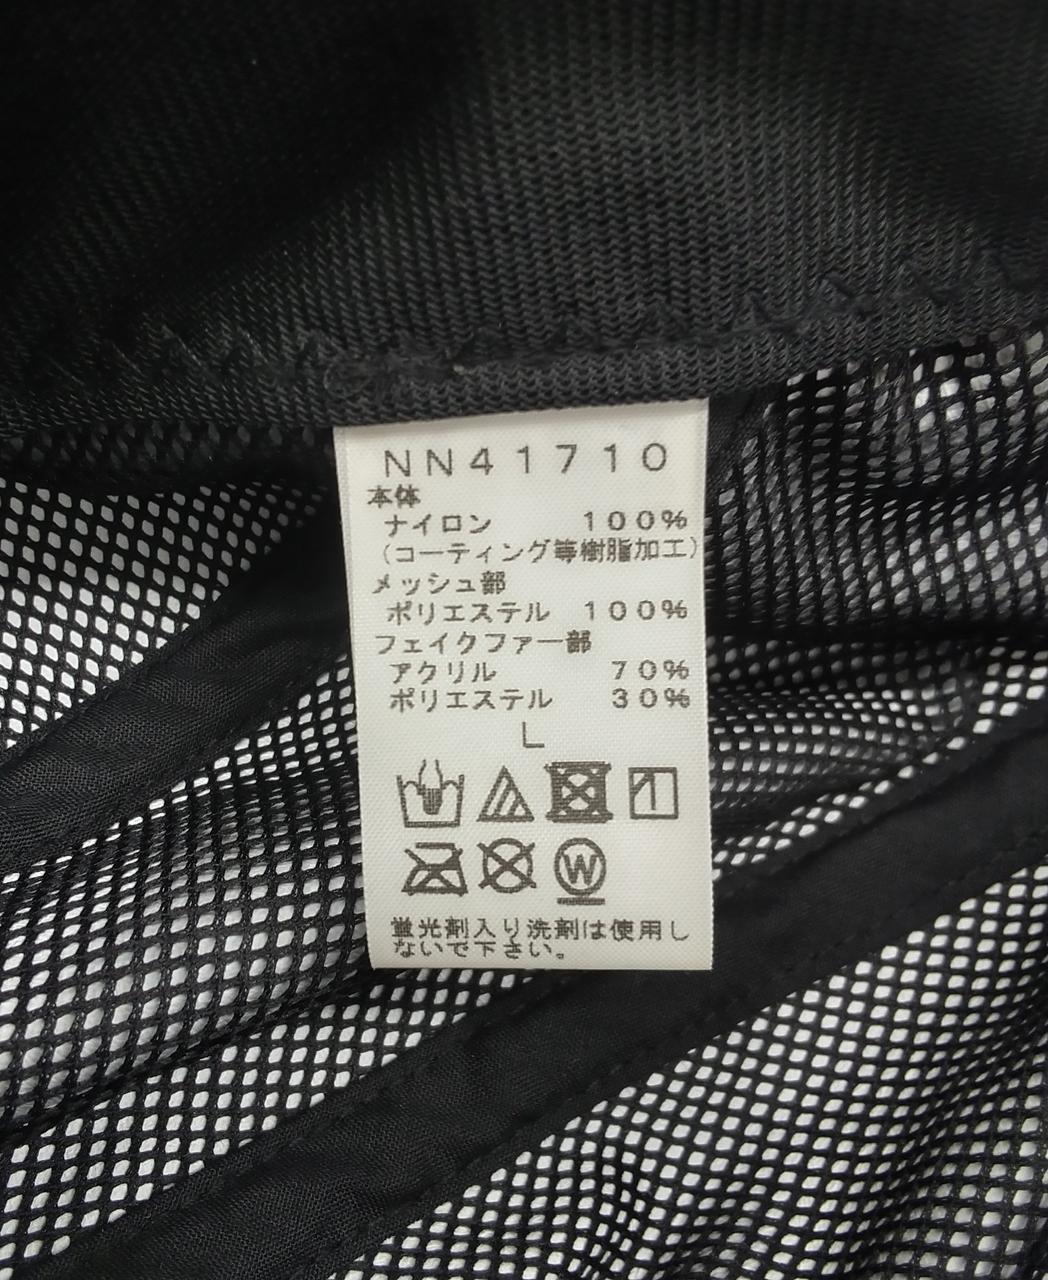 NN41710
本体
ナイロン 100%
(コーティング等樹脂加工)
メッシュ部
ポリエステル 100%
フェイクファー部
アクリル 70%
ポリエステル 30%
L
W
蛍光剤入り洗剤は使用し
ないで下さい。